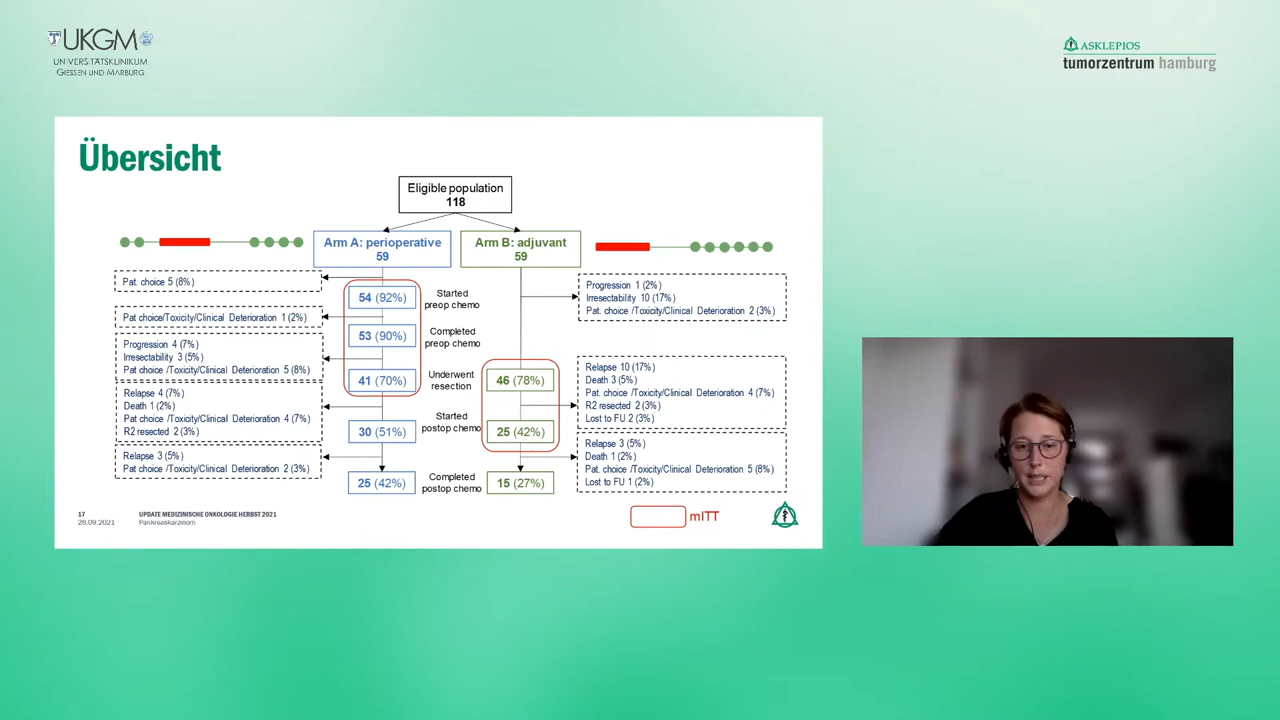 UKGM
UNIVERSITÄTSKLINIKUM
GIESSEN UND MARBURG
ASKLEPIOS
tumorzentrum hamburg
Übersicht
Eligible population
118
Arm A: perioperative
59
Arm B: adjuvant
59
Pat. choice 5 (8%)
54 (92%)
Started
preop chemo
Progression 1 (2%)
Irresectability 10 (17%)
Pat. choice /Toxicity/Clinical Deterioration 2 (3%)
Pat choice/Toxicity/Clinical Deterioration 1 (2%)
53 (90%)
Completed
preop chemo
Progression 4 (7%)
Irresectability 3 (5%)
Pat choice /Toxicity/Clinical Deterioration 5 (8%)
41 (70%)
Underwent
resection
46 (78%)
Relapse 10 (17%)
Death 3 (5%)
Pat. choice /Toxicity/Clinical Deterioration 4 (7%)
R2 resected 2 (3%)
Lost to FU 2 (3%)
Relapse 4 (7%)
Death 1 (2%)
Pat choice /Toxicity/Clinical Deterioration 4 (7%)
R2 resected 2 (3%)
30 (51%)
Started
postop chemo
25 (42%)
Relapse 3 (5%)
Pat choice /Toxicity/Clinical Deterioration 2 (3%)
Relapse 3 (5%)
Death 1 (2%)
Pat. choice /Toxicity/Clinical Deterioration 5 (8%)
Lost to FU 1 (2%)
25 (42%)
Completed
postop chemo
15 (27%)
17
UPDATE MEDIZINISCHE ONKOLOGIE HERBST 2021
28.09.2021
Pankreaskarzinom
mITT